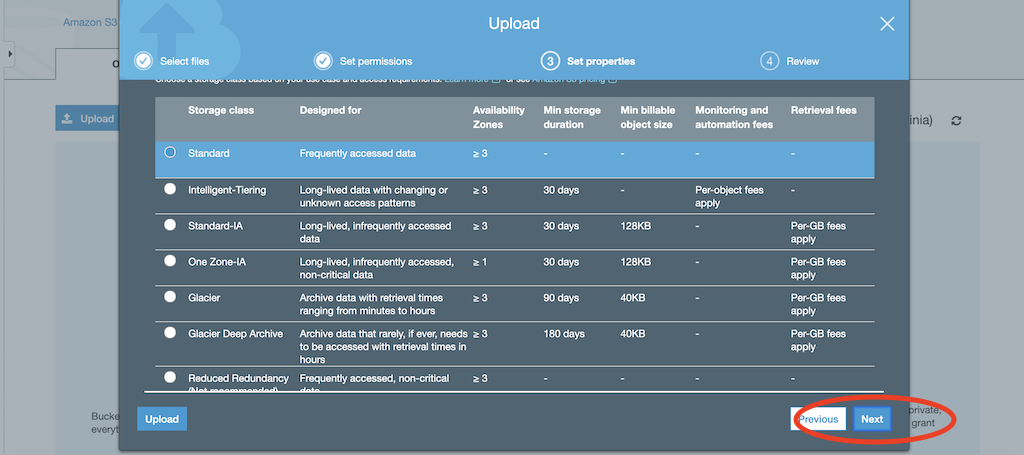 Amazon S3
Upload
Select files
Set permissions
3 Set properties
4 Review
Choose a storage class based on your use case and access requirements. Learn more or see Amazon S3 pricing
Upload
inia)
Storage class Designed for Availability Zones Min storage duration Min billable object size Monitoring and automation fees Retrieval fees
Standard Frequently accessed data ≥ 3 - - - -
Intelligent-Tiering Long-lived data with changing or unknown access patterns ≥ 3 30 days - Per-object fees apply -
Standard-IA Long-lived, infrequently accessed data ≥ 3 30 days 128KB - Per-GB fees apply
One Zone-IA Long-lived, infrequently accessed, non-critical data ≥ 1 30 days 128KB - Per-GB fees apply
Glacier Archive data with retrieval times ranging from minutes to hours ≥ 3 90 days 40KB - Per-GB fees apply
Glacier Deep Archive Archive data that rarely, if ever, needs to be accessed with retrieval times in hours ≥ 3 180 days 40KB - Per-GB fees apply
Reduced Redundancy (Not recommended) Frequently accessed, non-critical data ≥ 3 - - - -
Upload
Previous
Next
Bucke
everyt
private,
grant